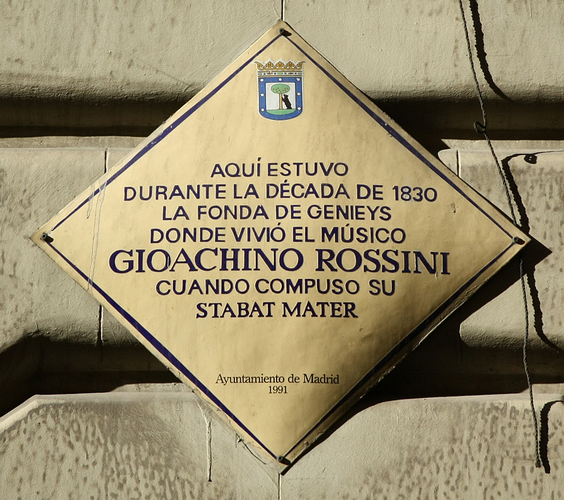 AQUÍ ESTUVO
DURANTE LA DÉCADA DE 1830
LA FONDA DE GENIEYS
DONDE VIVIÓ EL MÚSICO
GIOACHINO ROSSINI
CUANDO COMPUSO SU
STABAT MATER
Ayuntamiento de Madrid
1991